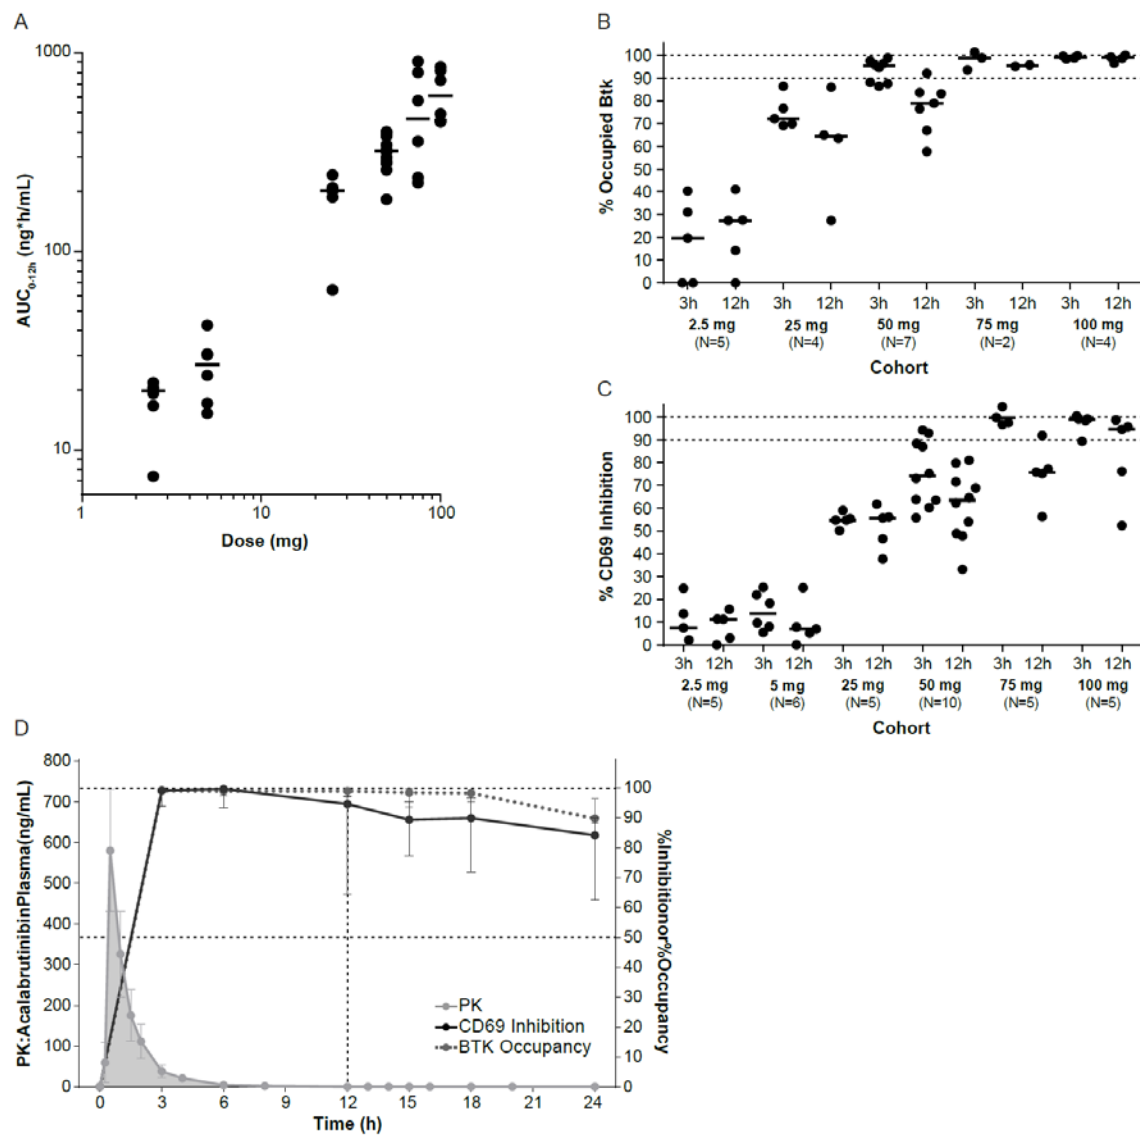 A
1000
100
10
1 10 100
AUC0-12h (ng*h/mL)
Dose (mg)
B
100
90
80
70
60
50
40
30
20
10
0
% Occupied Btk
3h 12h 3h 12h 3h 12h 3h 12h 3h 12h
2.5 mg 25 mg 50 mg 75 mg 100 mg
(N=5) (N=4) (N=7) (N=2) (N=4)
Cohort
C
100
90
80
70
60
50
40
30
20
10
0
% CD69 Inhibition
3h 12h 3h 12h 3h 12h 3h 12h 3h 12h 3h 12h
2.5 mg 5 mg 25 mg 50 mg 75 mg 100 mg
(N=5) (N=6) (N=5) (N=10) (N=5) (N=5)
Cohort
D
800
700
600
500
400
300
200
100
0
PK:AcalabrutinibinPlasma(ng/mL)
100
90
80
70
60
50
40
30
20
10
0
%Inhibitionor%Occupancy
PK
CD69 Inhibition
BTK Occupancy
0 3 6 9 12 15 18 21 24
Time (h)